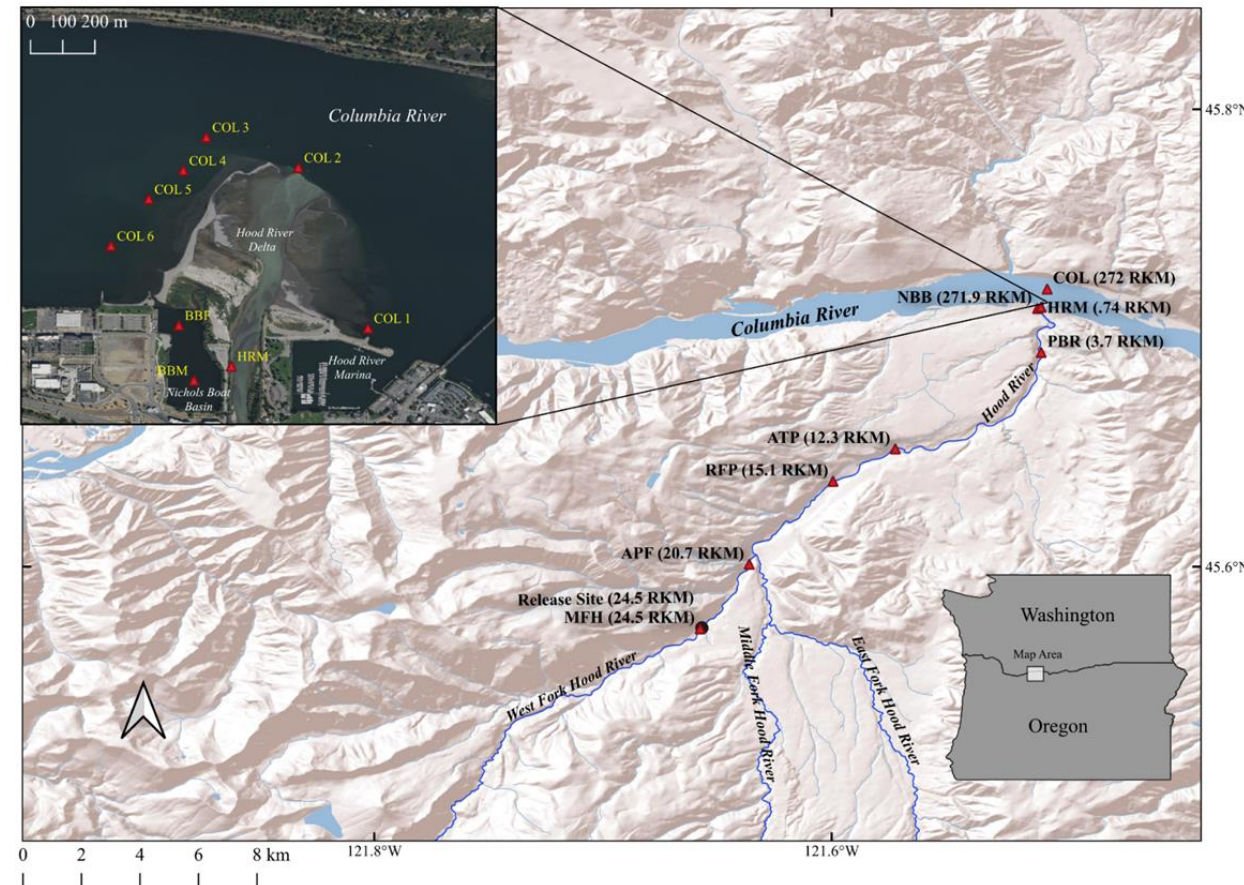 0 100 200 m
Columbia River
COL 3
COL 2
COL 4
COL 5
COL 6
Hood River
Delta
BBF
COL 1
HRM
Hood River
Marina
BBM
Nichols Boat
Basin
45.8°
COL (272 RKM)
NBB (271.9 RKM)
HRM (.74 RKM)
Columbia River
PBR (3.7 RKM)
Hood River
ATP (12.3 RKM)
RFP (15.1 RKM)
APF (20.7 RKM)
45.6°N
Release Site (24.5 RKM)
MFH (24.5 RKM)
West Fork Hood River
Middle Fork Hood River
East Fork Hood River
Washington
Map Area
Oregon
0 2 4 6 8 km
121.8°W
121.6°W